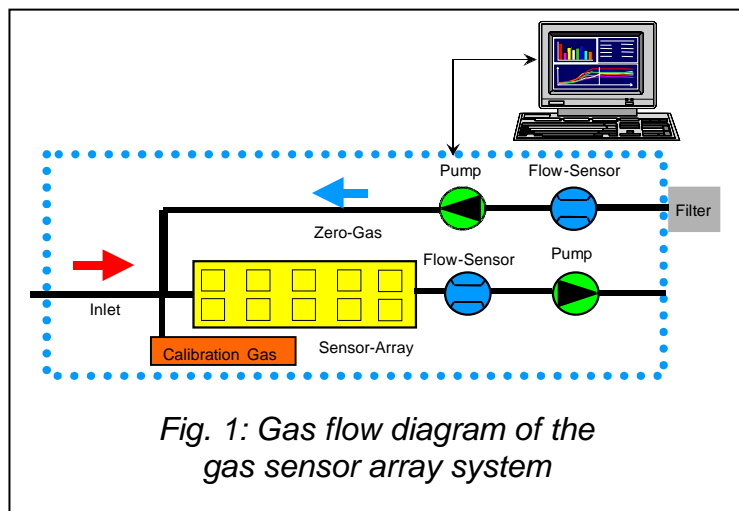 Pump
Flow-Sensor
Filter
Zero-Gas
Flow-Sensor
Pump
Inlet
Sensor-Array
Calibration Gas
Fig. 1: Gas flow diagram of the
gas sensor array system